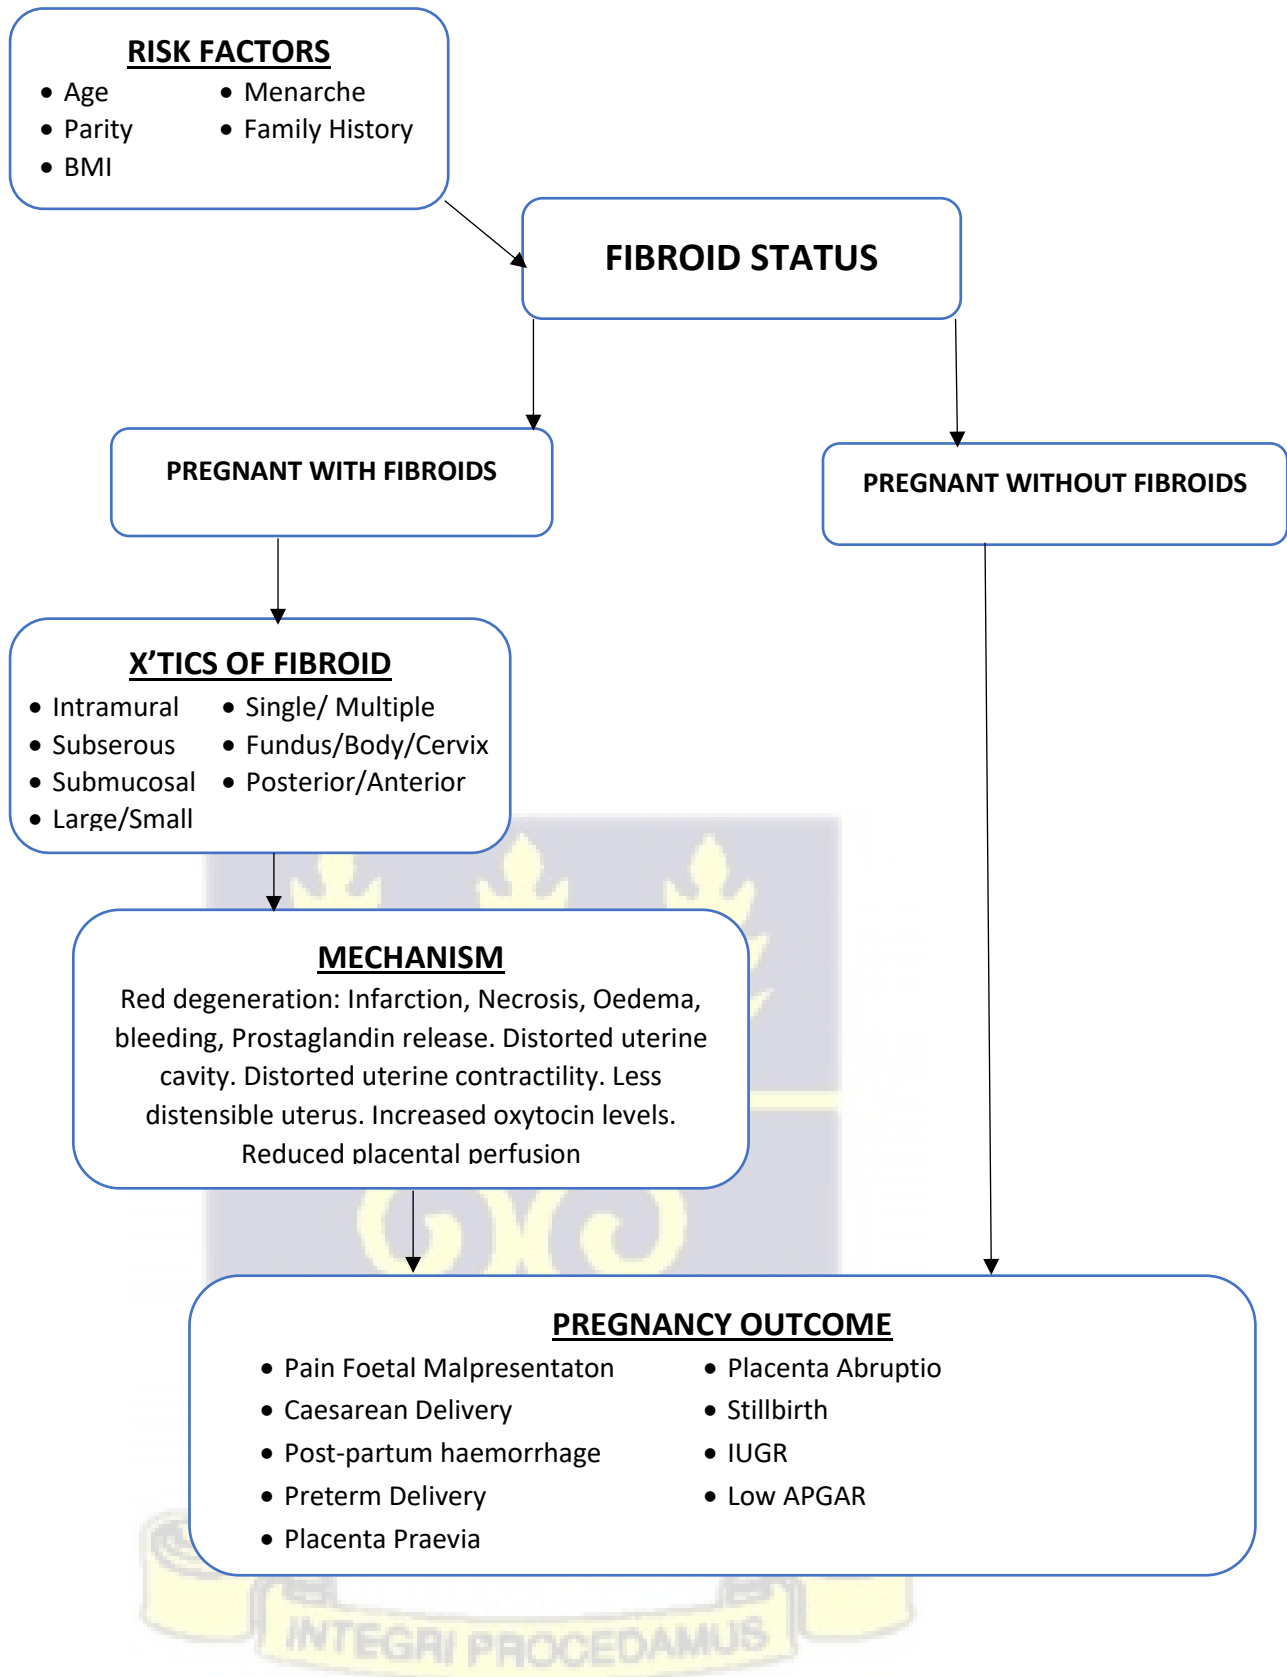 RISK FACTORS
• Age
• Parity
• BMI
• Menarche
• Family History
FIBROID STATUS
PREGNANT WITH FIBROIDS
PREGNANT WITHOUT FIBROIDS
X’TICS OF FIBROID
• Intramural
• Subserous
• Submucosal
• Large/Small
• Single/ Multiple
• Fundus/Body/Cervix
• Posterior/Anterior
MECHANISM
Red degeneration: Infarction, Necrosis, Oedema,
bleeding, Prostaglandin release. Distorted uterine
cavity. Distorted uterine contractility. Less
distensible uterus. Increased oxytocin levels.
Reduced placental perfusion
PREGNANCY OUTCOME
• Pain Foetal Malpresentaton
• Caesarean Delivery
• Post-partum haemorrhage
• Preterm Delivery
• Placenta Praevia
• Placenta Abruptio
• Stillbirth
• IUGR
• Low APGAR
INTEGRI PROCEDAMUS